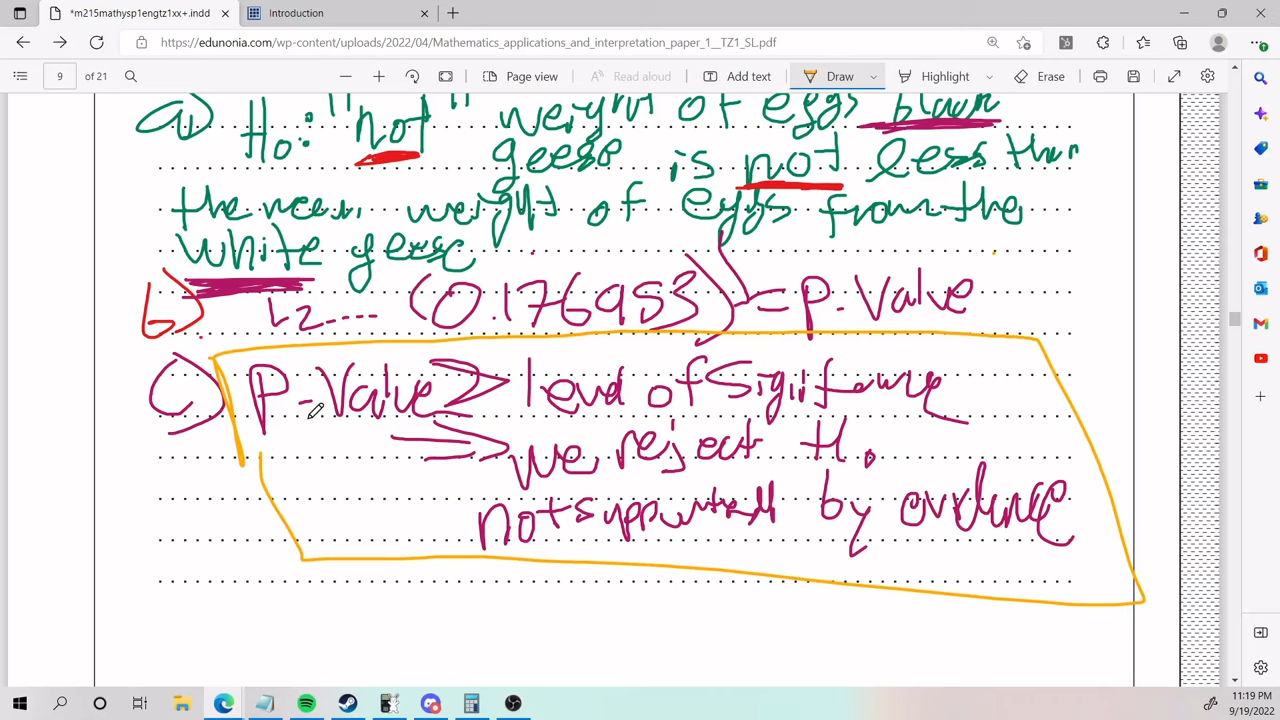 *m215mathysp1engtz1xx+.indd
Introduction
https://edunonia.com/wp-content/uploads/2022/04/Mathematics_applications_and_interpretation_paper_1__TZ1_SL.pdf
9 of 21
Page view
Read aloud
Add text
Draw
Highlight
Erase
a) H₀: "not" weight of eggs black
geese is not less than
the mean weight of eggs from the
white geese
b) L2.... (0.176953) = p-value
c) P-Value ≥ level of significance
⇒ we reject H₀
not supported by evidence
11:19 PM
9/19/2022